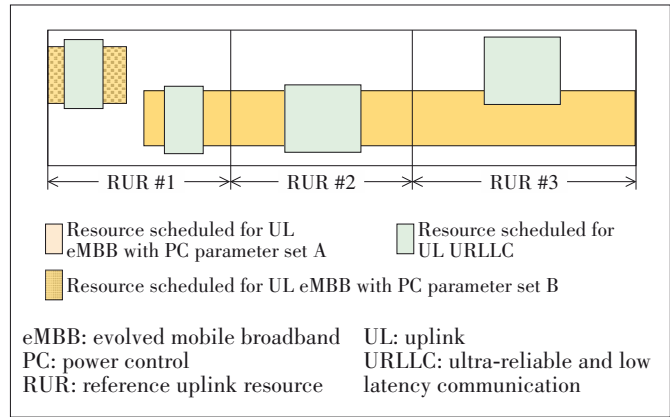 RUR #1 RUR #2 RUR #3
Resource scheduled for UL
eMBB with PC parameter set A
Resource scheduled for
UL URLLC
Resource scheduled for UL eMBB with PC parameter set B
eMBB: evolved mobile broadband
PC: power control
RUR: reference uplink resource
UL: uplink
URLLC: ultra-reliable and low
latency communication